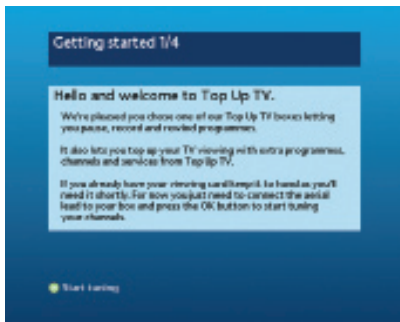 Getting started 1/4
Hello and welcome to Top Up TV.
We're pleased you chose one of our Top Up TV boxes letting
you pause, record and rewind programmes.
It also lets you top up your TV viewing with extra programmes,
channels and services from Top Up TV.
If you already have your viewing card keep it to hand as you'll
need it shortly. For now you just need to connect the aerial
lead to your box and press the OK button to start tuning
your channels.
Start tuning